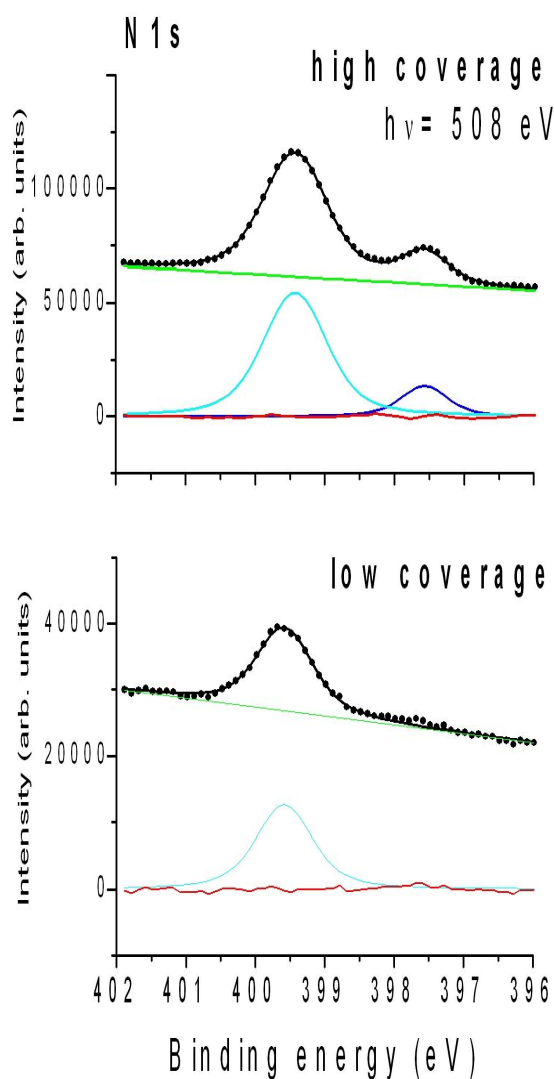 N 1s
high coverage
hν= 508 eV
Intensity (arb. units)
100000
50000
0
low coverage
Intensity (arb. units)
40000
20000
0
402 401 400 399 398 397 396
Binding energy (eV)